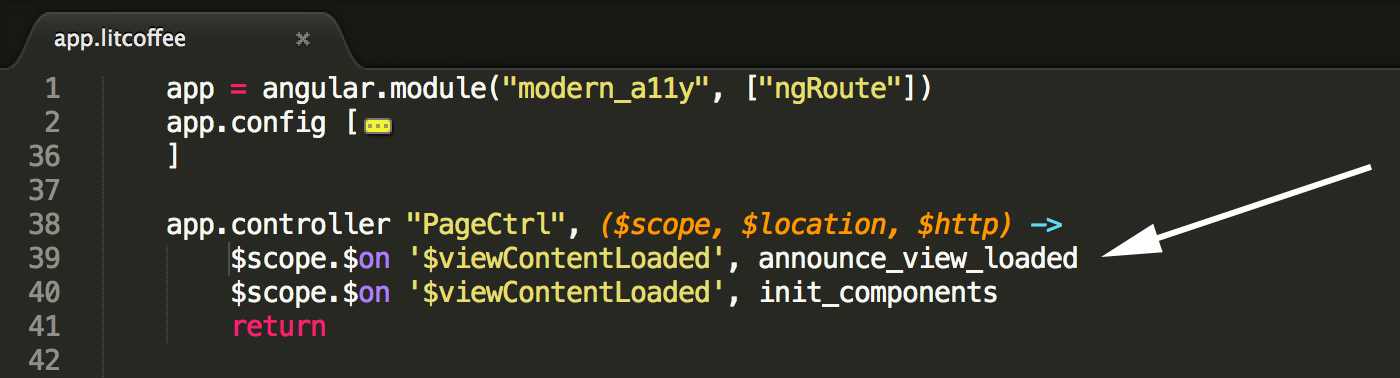 app.litcoffee ×
1 app = angular.module("modern_a11y", ["ngRoute"])
2 app.config [...
36 ]
37
38 app.controller "PageCtrl", ($scope, $location, $http) ->
39 $scope.$on '$viewContentLoaded', announce_view_loaded
40 $scope.$on '$viewContentLoaded', init_components
41 return
42